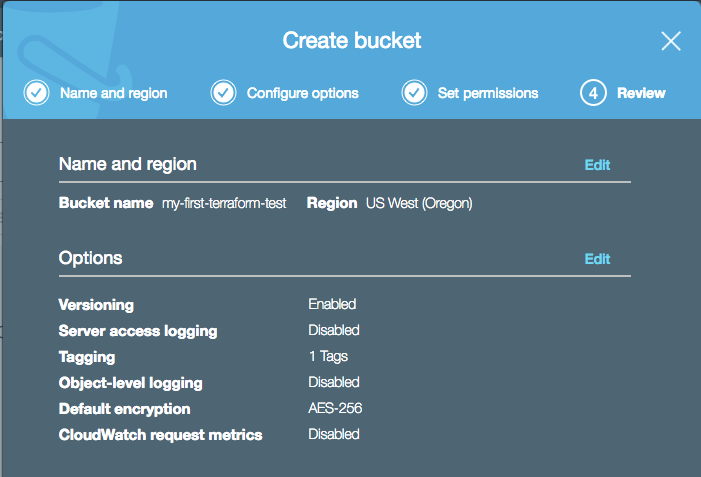 Create bucket
Name and region Configure options Set permissions 4 Review
Name and region Edit
Bucket name my-first-terraform-test Region US West (Oregon)
Options Edit
Versioning Enabled
Server access logging Disabled
Tagging 1 Tags
Object-level logging Disabled
Default encryption AES-256
CloudWatch request metrics Disabled